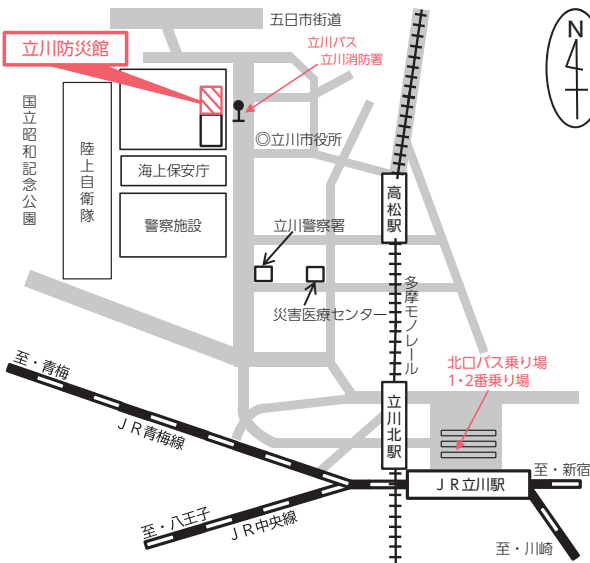 五日市街道
立川防災館
立川バス
立川消防署
N
国立昭和記念公園
陸上自衛隊
◎立川市役所
海上保安庁
高松駅
警察施設
立川警察署
多摩モノレール
災害医療センター
北口バス乗り場
1・2番乗り場
至・青梅
立川北駅
JR青梅線
至・新宿
JR立川駅
至・八王子
JR中央線
至・川崎